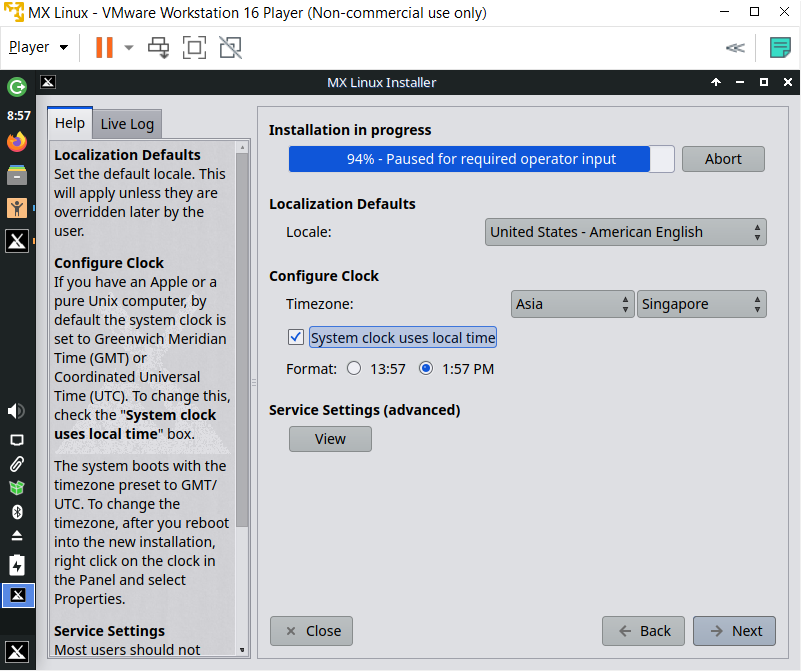 MX Linux - VMware Workstation 16 Player (Non-commercial use only)
Player
MX Linux Installer
8:57
Help
Live Log
Localization Defaults
Set the default locale. This
will apply unless they are
overridden later by the
user.
Configure Clock
If you have an Apple or a
pure Unix computer, by
default the system clock is
set to Greenwich Meridian
Time (GMT) or
Coordinated Universal
Time (UTC). To change this,
check the "System clock
uses local time" box.
The system boots with the
timezone preset to GMT/
UTC. To change the
timezone, after you reboot
into the new installation,
right click on the clock in
the Panel and select
Properties.
Service Settings
Most users should not
Installation in progress
94% - Paused for required operator input
Abort
Localization Defaults
Locale:
United States - American English
Configure Clock
Timezone:
Asia
Singapore
System clock uses local time
Format:
13:57
1:57 PM
Service Settings (advanced)
View
Close
Back
Next